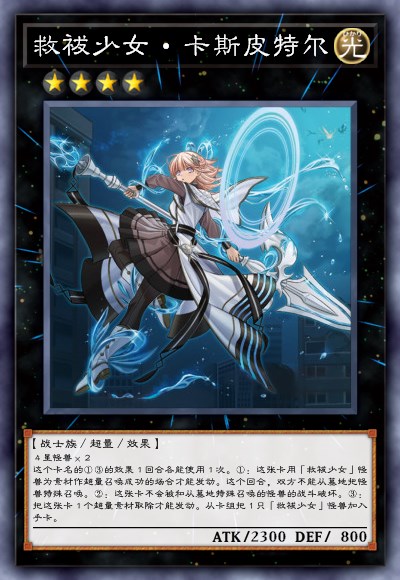 救祓少女・卡斯皮特尔
ひかり
光
【战士族／超量／效果】
４星怪兽×２
这个卡名的①③的效果１回合各能使用１次。①：这张卡用「救祓少女」怪
兽为素材作超量召唤成功的场合才能发动。这个回合，双方不能从墓地把怪
兽特殊召唤。②：这张卡不会被和从墓地特殊召唤的怪兽的战斗破坏。③：
把这张卡１个超量素材取除才能发动。从卡组把１只「救祓少女」怪兽加入
手卡。
ATK/2300 DEF/ 800